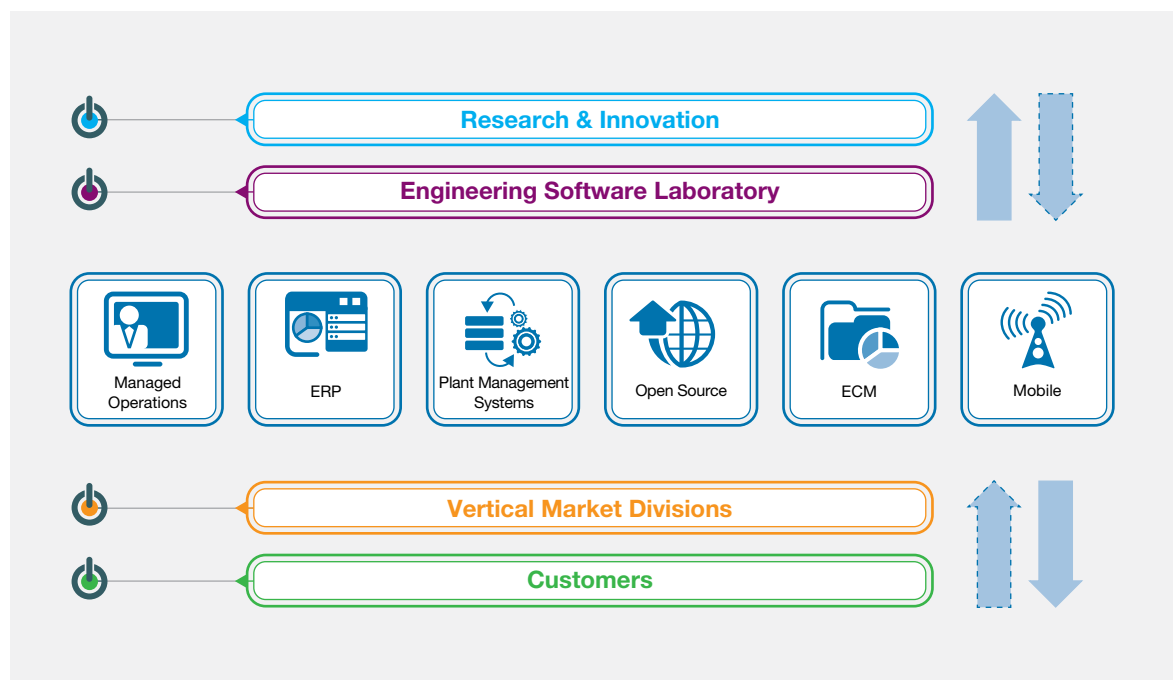 Research & Innovation
Engineering Software Laboratory
Managed
Operations
ERP
Plant Management
Systems
Open Source
ECM
Mobile
Vertical Market Divisions
Customers